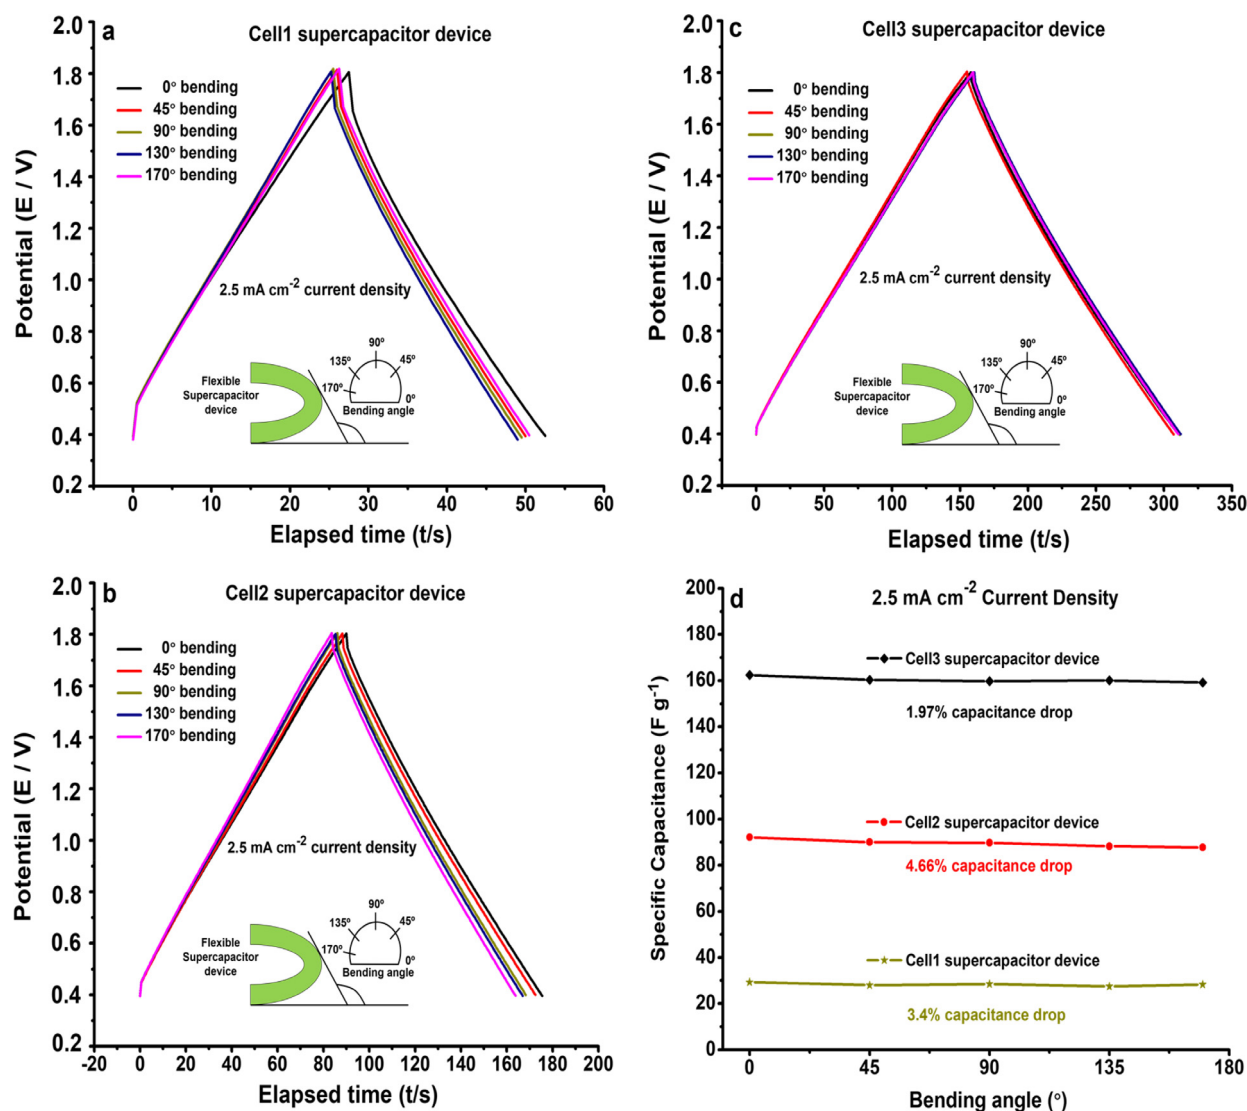 a
Cell1 supercapacitor device
2.0
1.8
1.6
1.4
1.2
1.0
0.8
0.6
0.4
0.2
Potential (E / V)
0° bending
45° bending
90° bending
130° bending
170° bending
2.5 mA cm⁻² current density
Flexible
Supercapacitor
device
90°
135°
45°
170°
0°
Bending angle
0
10
20
30
40
50
60
Elapsed time (t/s)
c
Cell3 supercapacitor device
2.0
1.8
1.6
1.4
1.2
1.0
0.8
0.6
0.4
0.2
Potential (E / V)
0° bending
45° bending
90° bending
130° bending
170° bending
2.5 mA cm⁻² current density
Flexible
Supercapacitor
device
90°
135°
45°
170°
0°
Bending angle
0
50
100
150
200
250
300
350
Elapsed time (t/s)
b
Cell2 supercapacitor device
2.0
1.8
1.6
1.4
1.2
1.0
0.8
0.6
0.4
0.2
Potential (E / V)
0° bending
45° bending
90° bending
130° bending
170° bending
2.5 mA cm⁻² current density
Flexible
Supercapacitor
device
90°
135°
45°
170°
0°
Bending angle
-20
0
20
40
60
80
100
120
140
160
180
200
Elapsed time (t/s)
d
2.5 mA cm⁻² Current Density
200
180
160
140
120
100
80
60
40
20
0
Specific Capacitance (F g⁻¹)
Cell3 supercapacitor device
1.97% capacitance drop
Cell2 supercapacitor device
4.66% capacitance drop
Cell1 supercapacitor device
3.4% capacitance drop
0
45
90
135
180
Bending angle (°)